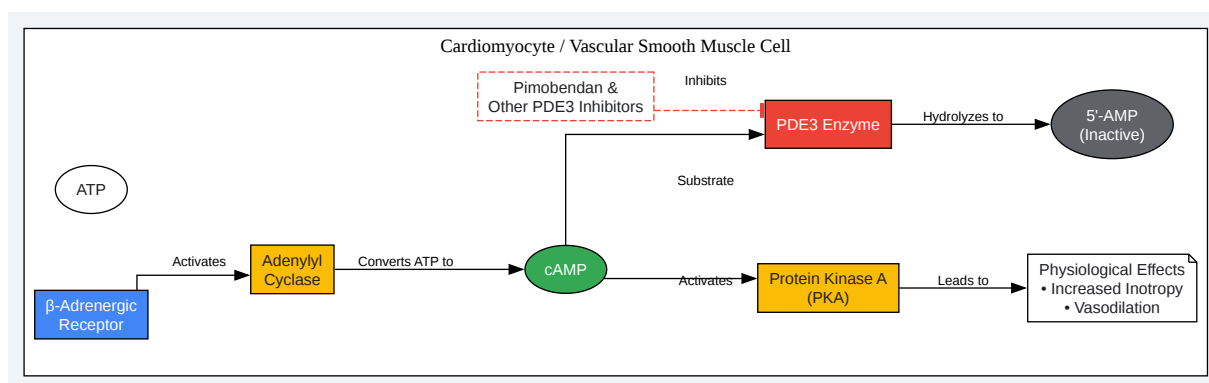 Cardiomyocyte / Vascular Smooth Muscle Cell
Pimobendan &
Other PDE3 Inhibitors
Inhibits
PDE3 Enzyme
Hydrolyzes to
5'-AMP
(Inactive)
Substrate
ATP
β-Adrenergic
Receptor
Activates
Adenylyl
Cyclase
Converts ATP to
cAMP
Activates
Protein Kinase A
(PKA)
Leads to
Physiological Effects
• Increased Inotropy
• Vasodilation